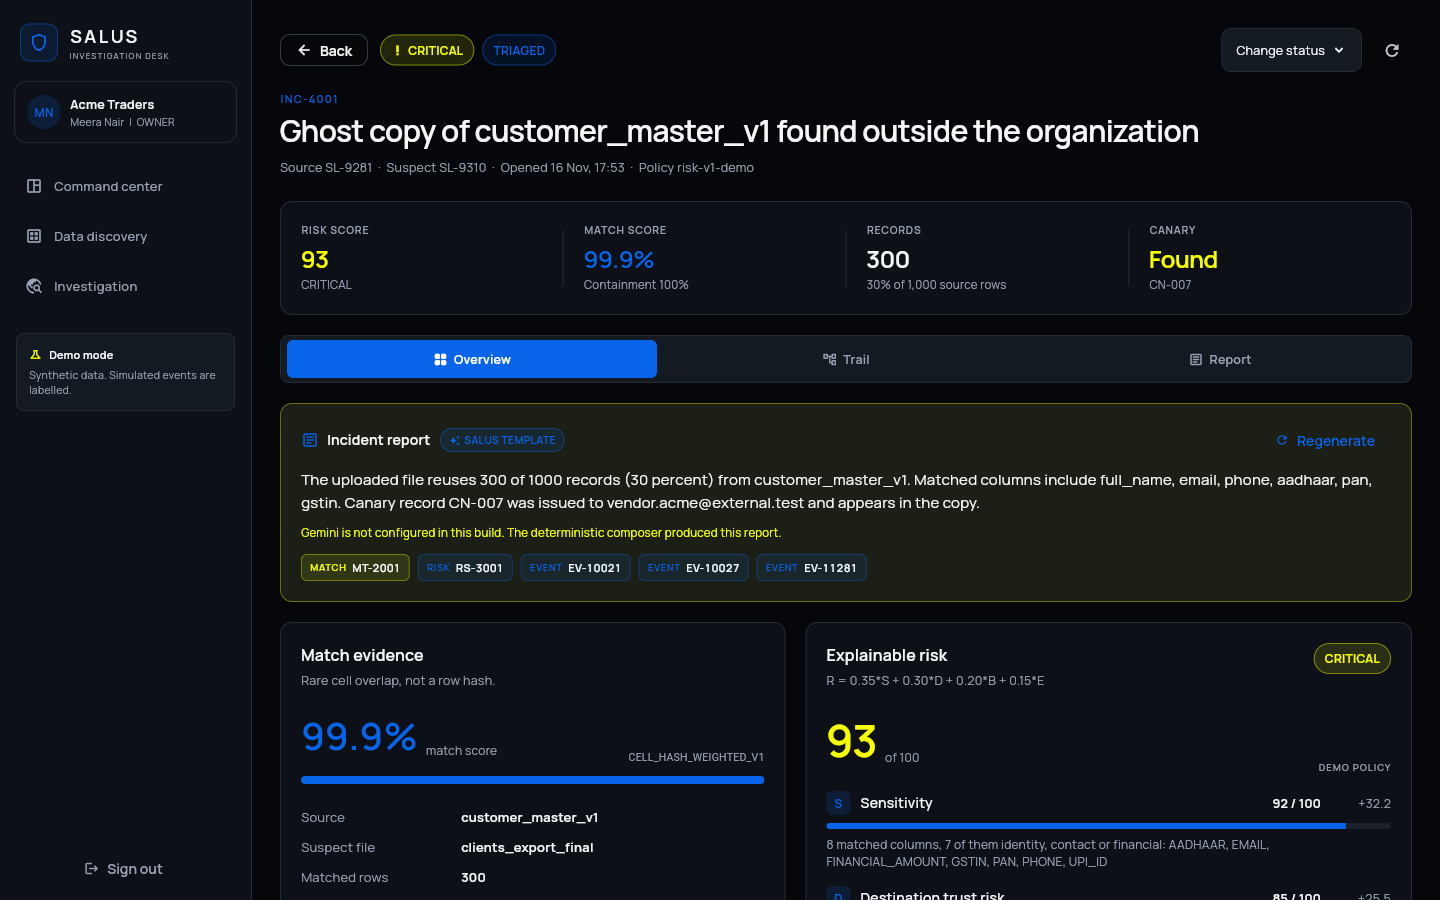 SALUS
INVESTIGATION DESK
MN
Acme Traders
Meera Nair | OWNER
Command center
Data discovery
Investigation
Demo mode
Synthetic data. Simulated events are
labelled.
Sign out
Back
! CRITICAL
TRIAGED
Change status
INC-4001
Ghost copy of customer_master_v1 found outside the organization
Source SL-9281 · Suspect SL-9310 · Opened 16 Nov, 17:53 · Policy risk-v1-demo
RISK SCORE
93
CRITICAL
MATCH SCORE
99.9%
Containment 100%
RECORDS
300
30% of 1,000 source rows
CANARY
Found
CN-007
Overview
Trail
Report
Incident report
SALUS TEMPLATE
Regenerate
The uploaded file reuses 300 of 1000 records (30 percent) from customer_master_v1. Matched columns include full_name, email, phone, aadhaar, pan,
gstin. Canary record CN-007 was issued to vendor.acme@external.test and appears in the copy.
Gemini is not configured in this build. The deterministic composer produced this report.
MATCH MT-2001
RISK RS-3001
EVENT EV-10021
EVENT EV-10027
EVENT EV-11281
Match evidence
Rare cell overlap, not a row hash.
99.9% match score
CELL_HASH_WEIGHTED_V1
Source customer_master_v1
Suspect file clients_export_final
Matched rows 300
Explainable risk
CRITICAL
R = 0.35*S + 0.30*D + 0.20*B + 0.15*E
93 of 100
DEMO POLICY
S Sensitivity 92 / 100 +32.2
8 matched columns, 7 of them identity, contact or financial: AADHAAR, EMAIL,
FINANCIAL_AMOUNT, GSTIN, PAN, PHONE, UPI_ID
D Destination trust risk 85 / 100 +25.5